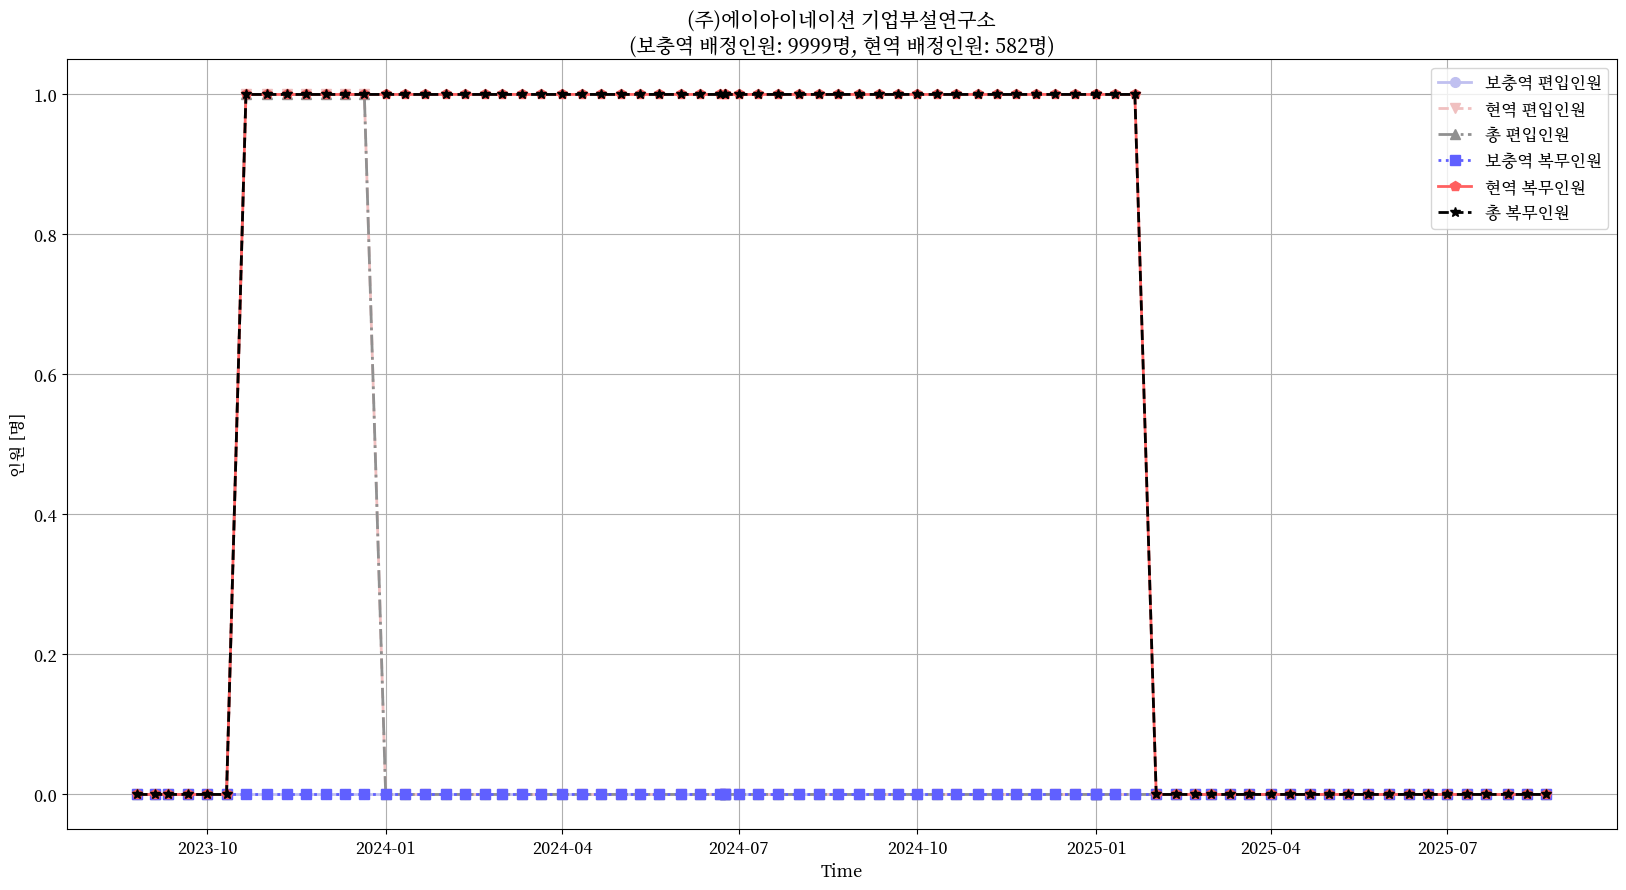 (주)에이아이네이션 기업부설연구소
(보충역 배정인원: 9999명, 현역 배정인원: 582명)
보충역 편입인원
현역 편입인원
총 편입인원
보충역 복무인원
현역 복무인원
총 복무인원
인원 [명]
1.0
0.8
0.6
0.4
0.2
0.0
2023-10 2024-01 2024-04 2024-07 2024-10 2025-01 2025-04 2025-07
Time